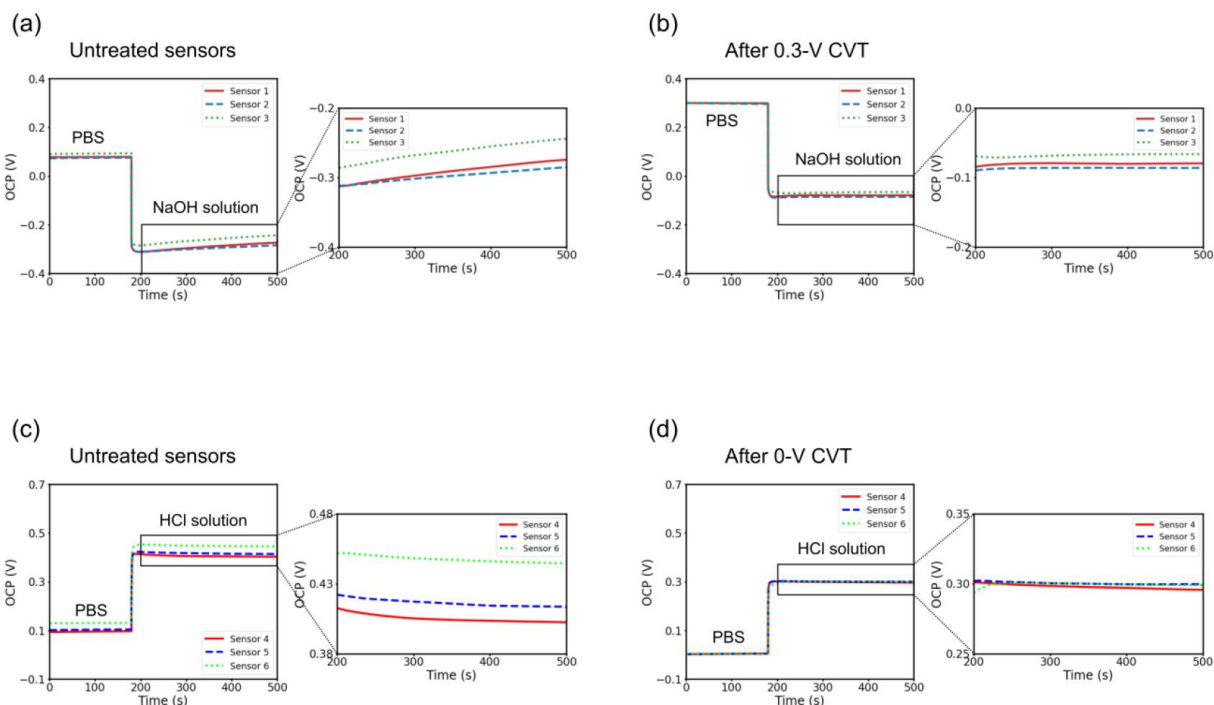 (a)
Untreated sensors
OCP (V)
0.4
0.2
0.0
−0.2
−0.4
0
100
200
300
400
500
Time (s)
Sensor 1
Sensor 2
Sensor 3
PBS
NaOH solution
OCP (V)
−0.2
−0.3
−0.4
200
300
400
500
Time (s)
Sensor 1
Sensor 2
Sensor 3
(b)
After 0.3-V CVT
OCP (V)
0.4
0.2
0.0
−0.2
−0.4
0
100
200
300
400
500
Time (s)
Sensor 1
Sensor 2
Sensor 3
PBS
NaOH solution
OCP (V)
0.0
−0.1
−0.2
200
300
400
500
Time (s)
Sensor 1
Sensor 2
Sensor 3
(c)
Untreated sensors
OCP (V)
0.7
0.5
0.3
0.1
−0.1
0
100
200
300
400
500
Time (s)
HCl solution
PBS
Sensor 4
Sensor 5
Sensor 6
OCP (V)
0.48
0.43
0.38
200
300
400
500
Time (s)
Sensor 4
Sensor 5
Sensor 6
(d)
After 0-V CVT
OCP (V)
0.7
0.5
0.3
0.1
−0.1
0
100
200
300
400
500
Time (s)
Sensor 4
Sensor 5
Sensor 6
HCl solution
PBS
OCP (V)
0.35
0.30
0.25
200
300
400
500
Time (s)
Sensor 4
Sensor 5
Sensor 6